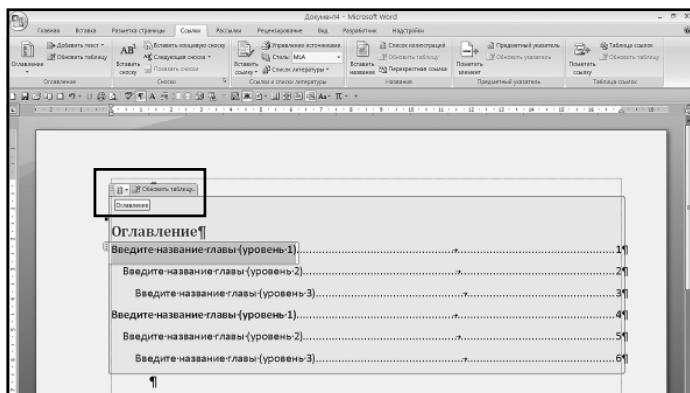 Документ4 - Microsoft Word
Главная Вставка Разметка страницы Ссылки Рассылки Рецензирование Вид Разработчик Надстройки
Оглавление
Добавить текст
Обновить таблицу
Оглавление
AB¹
Вставить сноску
Вставить концевую сноску
Следующая сноска
Показать сноски
Сноски
Вставить ссылку
Управление источниками
Стиль: MLA
Список литературы
Ссылки и списки литературы
Вставить название
Список иллюстраций
Обновить таблицу
Перекрестная ссылка
Названия
Пометить элемент
Предметный указатель
Обновить указатель
Предметный указатель
Пометить ссылку
Таблица ссылок
Обновить таблицу
Таблица ссылок
Обновить таблицу...
Оглавление
Оглавление¶
Введите·название·главы·(уровень·1)...→...1¶
Введите·название·главы·(уровень·2)...→...2¶
Введите·название·главы·(уровень·3)...→...3¶
Введите·название·главы·(уровень·1)...→...4¶
Введите·название·главы·(уровень·2)...→...5¶
Введите·название·главы·(уровень·3)...→...6¶
¶